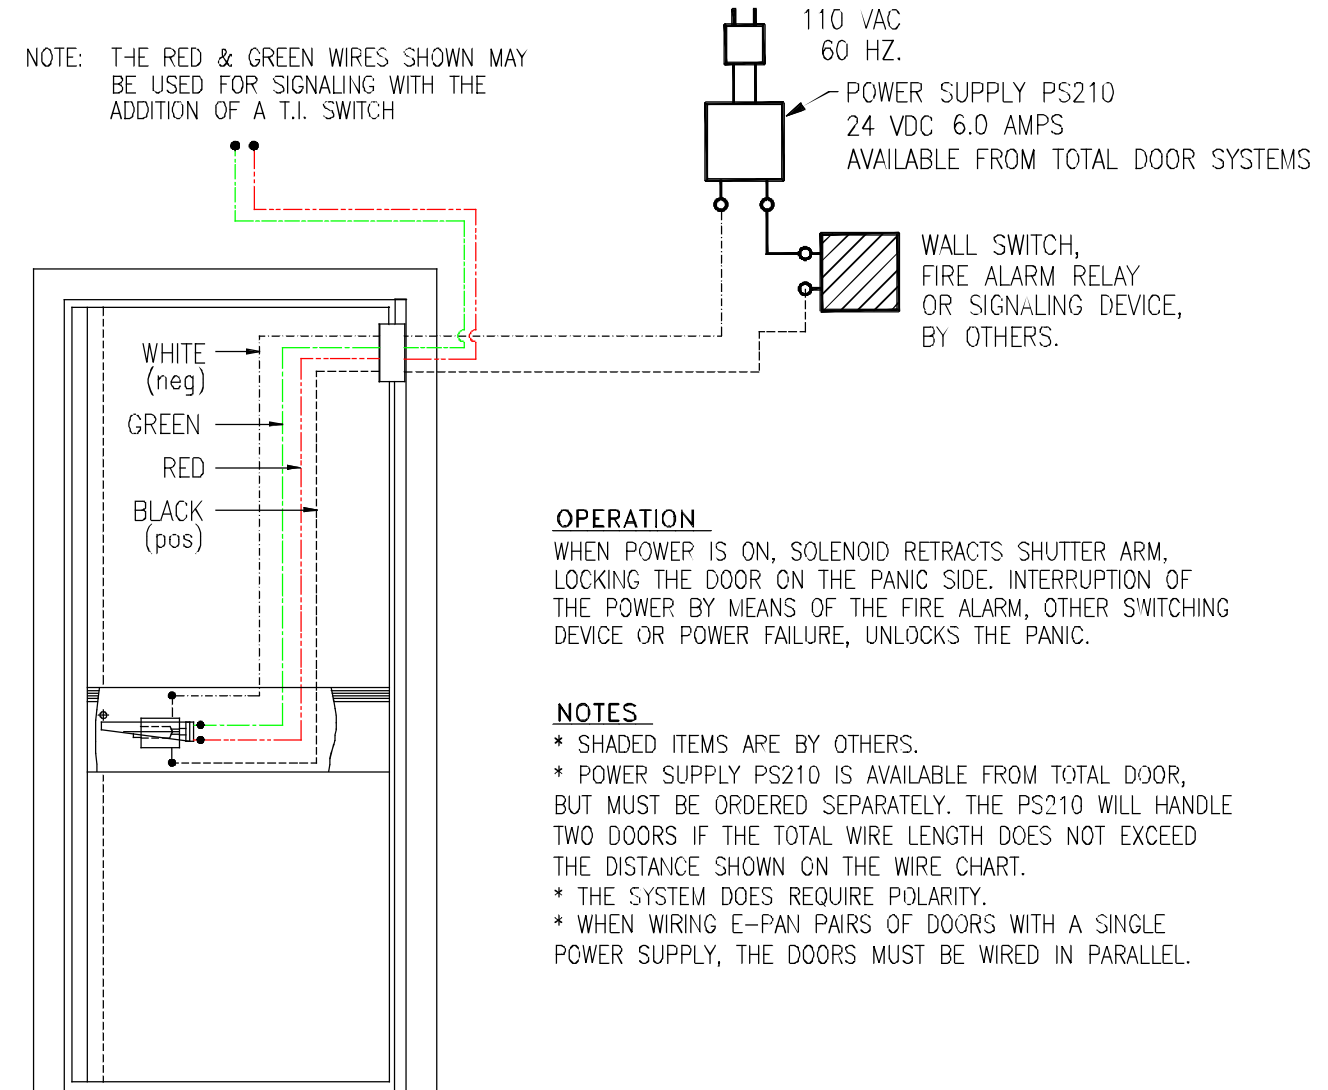 110 VAC
60 HZ.
NOTE: THE RED & GREEN WIRES SHOWN MAY
BE USED FOR SIGNALING WITH THE
ADDITION OF A T.I. SWITCH
POWER SUPPLY PS210
24 VDC 6.0 AMPS
AVAILABLE FROM TOTAL DOOR SYSTEMS
WALL SWITCH,
FIRE ALARM RELAY
OR SIGNALING DEVICE,
BY OTHERS.
WHITE
(neg)
GREEN
RED
BLACK
(pos)
OPERATION
WHEN POWER IS ON, SOLENOID RETRACTS SHUTTER ARM,
LOCKING THE DOOR ON THE PANIC SIDE. INTERRUPTION OF
THE POWER BY MEANS OF THE FIRE ALARM, OTHER SWITCHING
DEVICE OR POWER FAILURE, UNLOCKS THE PANIC.
NOTES
* SHADED ITEMS ARE BY OTHERS.
* POWER SUPPLY PS210 IS AVAILABLE FROM TOTAL DOOR,
BUT MUST BE ORDERED SEPARATELY. THE PS210 WILL HANDLE
TWO DOORS IF THE TOTAL WIRE LENGTH DOES NOT EXCEED
THE DISTANCE SHOWN ON THE WIRE CHART.
* THE SYSTEM DOES REQUIRE POLARITY.
* WHEN WIRING E-PAN PAIRS OF DOORS WITH A SINGLE
POWER SUPPLY, THE DOORS MUST BE WIRED IN PARALLEL.